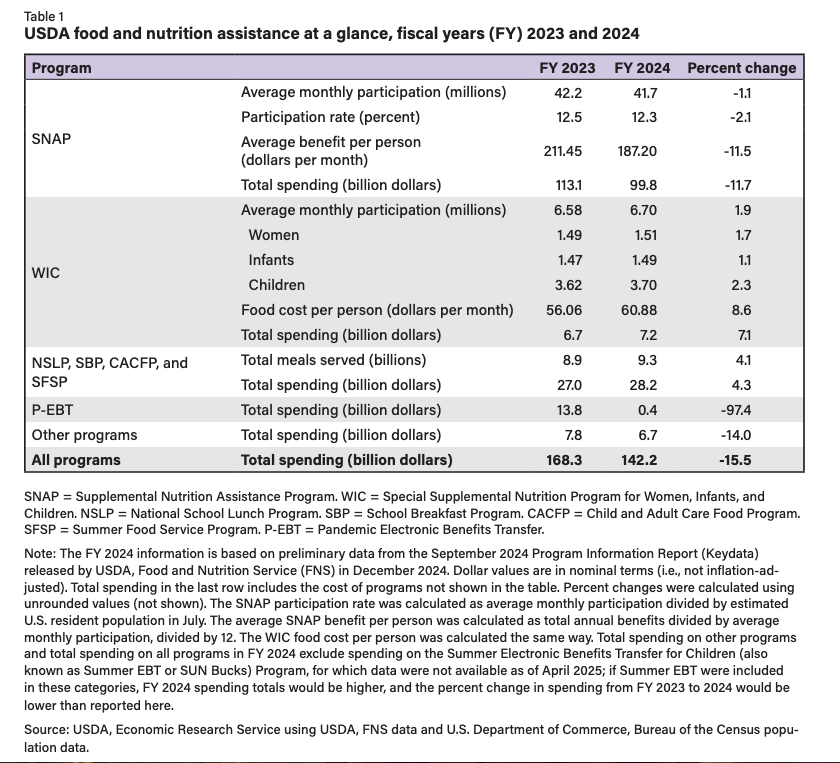 Table 1
USDA food and nutrition assistance at a glance, fiscal years (FY) 2023 and 2024
Program FY 2023 FY 2024 Percent change
SNAP
Average monthly participation (millions) 42.2 41.7 -1.1
Participation rate (percent) 12.5 12.3 -2.1
Average benefit per person
(dollars per month) 211.45 187.20 -11.5
Total spending (billion dollars) 113.1 99.8 -11.7
WIC
Average monthly participation (millions) 6.58 6.70 1.9
Women 1.49 1.51 1.7
Infants 1.47 1.49 1.1
Children 3.62 3.70 2.3
Food cost per person (dollars per month) 56.06 60.88 8.6
Total spending (billion dollars) 6.7 7.2 7.1
NSLP, SBP, CACFP, and
SFSP
Total meals served (billions) 8.9 9.3 4.1
Total spending (billion dollars) 27.0 28.2 4.3
P-EBT Total spending (billion dollars) 13.8 0.4 -97.4
Other programs Total spending (billion dollars) 7.8 6.7 -14.0
All programs Total spending (billion dollars) 168.3 142.2 -15.5
SNAP = Supplemental Nutrition Assistance Program. WIC = Special Supplemental Nutrition Program for Women, Infants, and
Children. NSLP = National School Lunch Program. SBP = School Breakfast Program. CACFP = Child and Adult Care Food Program.
SFSP = Summer Food Service Program. P-EBT = Pandemic Electronic Benefits Transfer.
Note: The FY 2024 information is based on preliminary data from the September 2024 Program Information Report (Keydata)
released by USDA, Food and Nutrition Service (FNS) in December 2024. Dollar values are in nominal terms (i.e., not inflation-ad-
justed). Total spending in the last row includes the cost of programs not shown in the table. Percent changes were calculated using
unrounded values (not shown). The SNAP participation rate was calculated as average monthly participation divided by estimated
U.S. resident population in July. The average SNAP benefit per person was calculated as total annual benefits divided by average
monthly participation, divided by 12. The WIC food cost per person was calculated the same way. Total spending on other programs
and total spending on all programs in FY 2024 exclude spending on the Summer Electronic Benefits Transfer for Children (also
known as Summer EBT or SUN Bucks) Program, for which data were not available as of April 2025; if Summer EBT were included
in these categories, FY 2024 spending totals would be higher, and the percent change in spending from FY 2023 to 2024 would be
lower than reported here.
Source: USDA, Economic Research Service using USDA, FNS data and U.S. Department of Commerce, Bureau of the Census popu-
lation data.